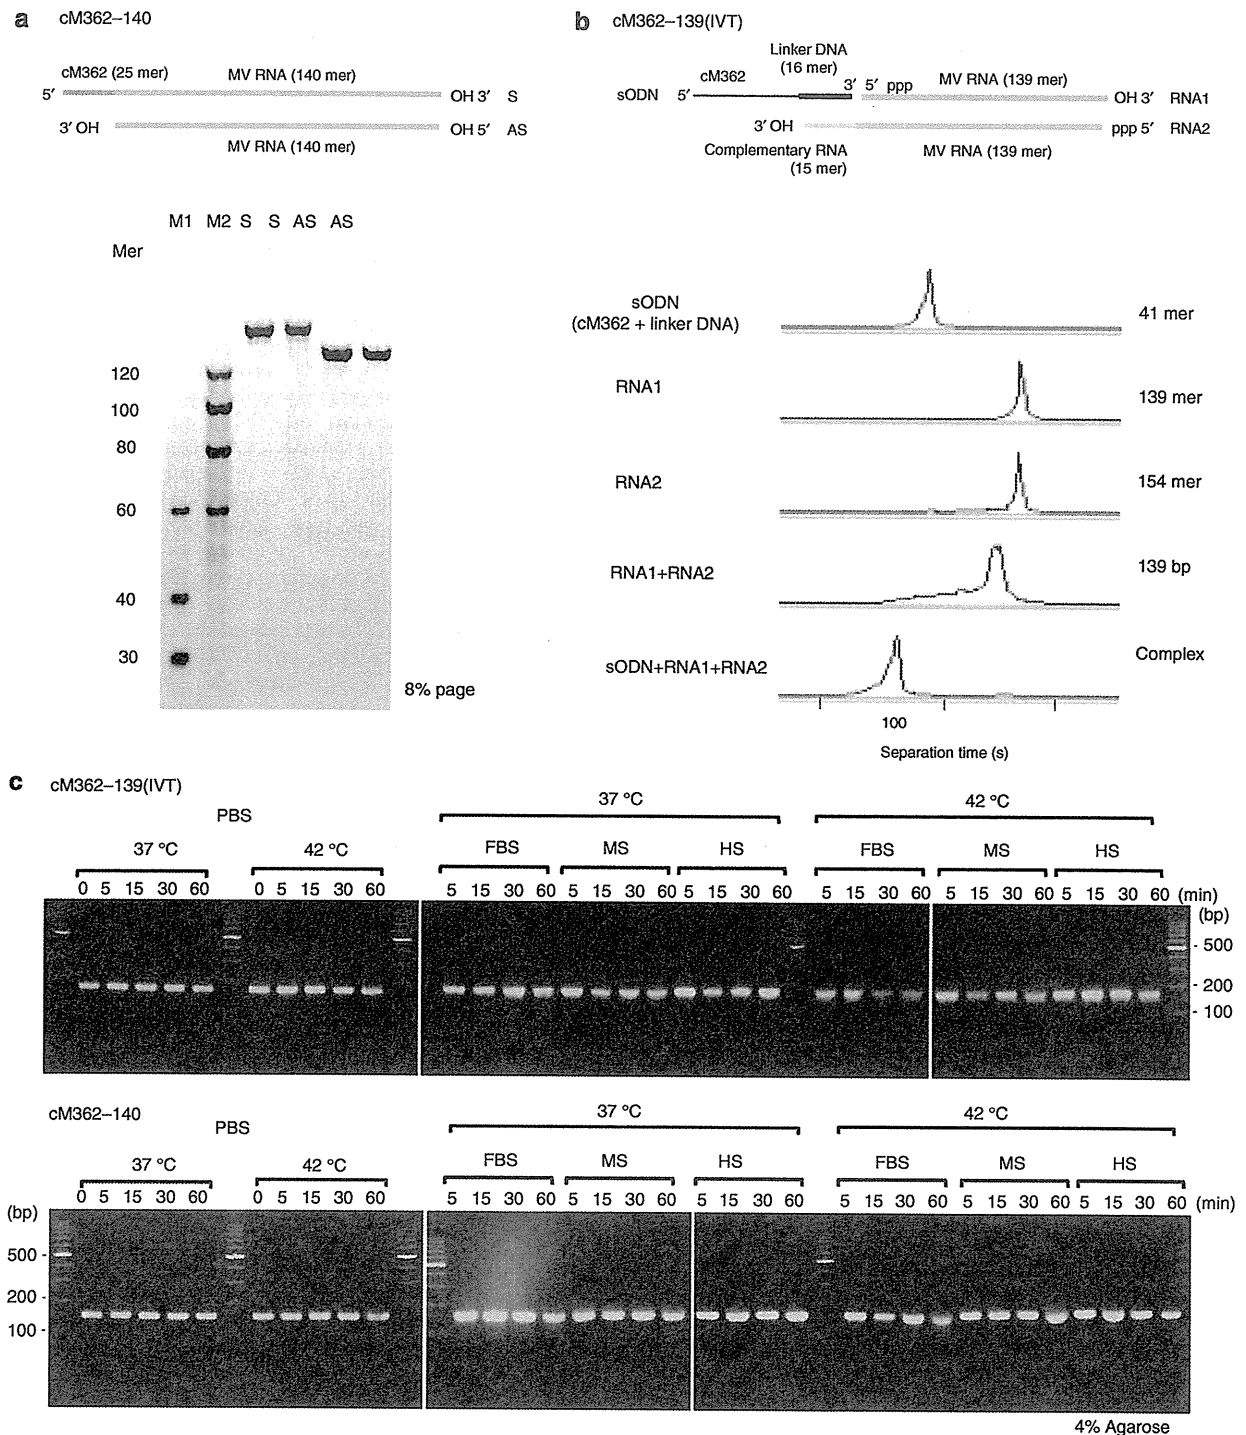 a cM362–140
cM362 (25 mer) MV RNA (140 mer)
5′ OH 3′ S
3′ OH OH 5′ AS
MV RNA (140 mer)
M1 M2 S S AS AS
Mer
120
100
80
60
40
30
8% page
b cM362–139(IVT)
Linker DNA
(16 mer)
cM362 3′ 5′ ppp MV RNA (139 mer)
sODN 5′ OH 3′ RNA1
3′ OH ppp 5′ RNA2
Complementary RNA MV RNA (139 mer)
(15 mer)
sODN
(cM362 + linker DNA) 41 mer
RNA1 139 mer
RNA2 154 mer
RNA1+RNA2 139 bp
sODN+RNA1+RNA2 Complex
100
Separation time (s)
c cM362–139(IVT)
PBS 37 °C 42 °C
37 °C 42 °C FBS MS HS FBS MS HS
0 5 15 30 60 0 5 15 30 60 5 15 30 60 5 15 30 60 5 15 30 60 5 15 30 60 5 15 30 60 5 15 30 60 (min)
(bp)
- 500
- 200
- 100
cM362–140
PBS 37 °C 42 °C
37 °C 42 °C FBS MS HS FBS MS HS
0 5 15 30 60 0 5 15 30 60 5 15 30 60 5 15 30 60 5 15 30 60 5 15 30 60 5 15 30 60 5 15 30 60 (min)
(bp)
500 -
200 -
100 -
4% Agarose